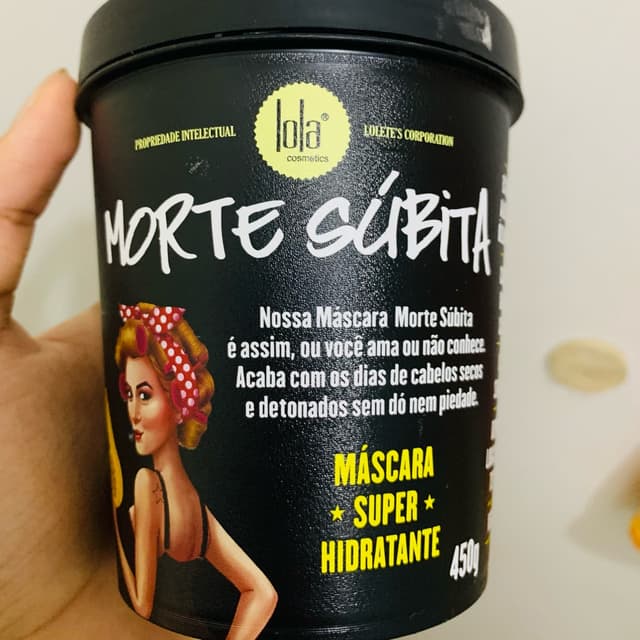 PROPRIEDADE INTELECTUAL
lola®
cosmetics
LOLETE'S CORPORATION
MORTE SÚBITA
Nossa Máscara Morte Súbita
é assim, ou você ama ou não conhece.
Acaba com os dias de cabelos secos
e detonados sem dó nem piedade.
MÁSCARA
★ SUPER ★
HIDRATANTE
450g